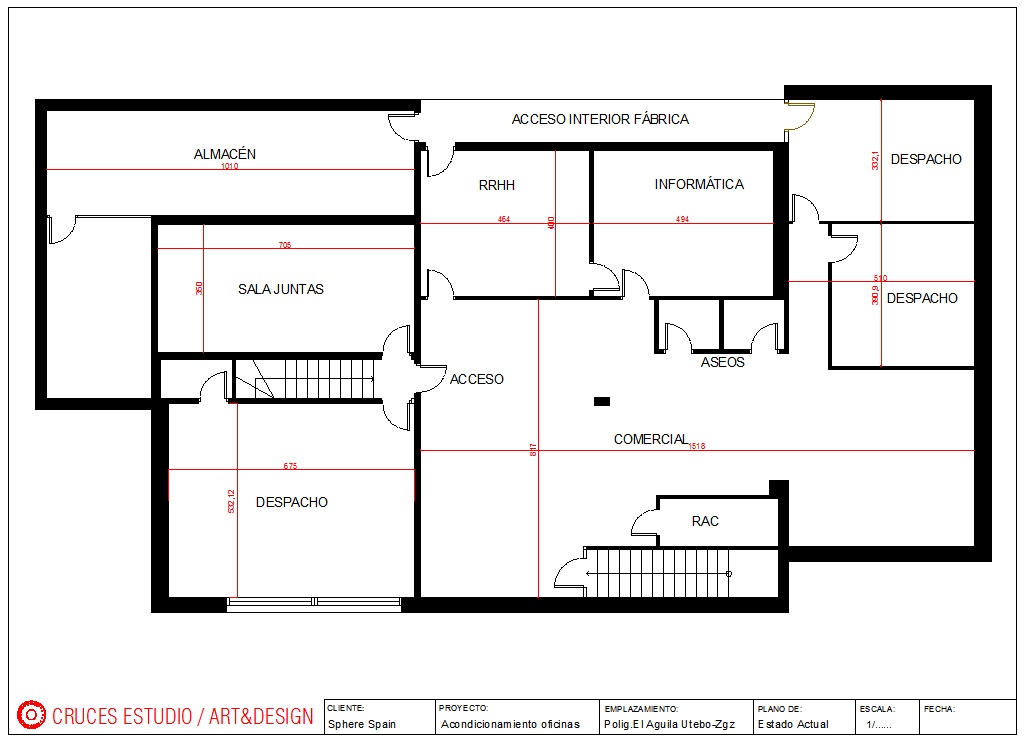 ACCESO INTERIOR FÁBRICA
ALMACÉN
1010
332,1
DESPACHO
RRHH
INFORMÁTICA
464
400
494
705
350
SALA JUNTAS
510
390,9
DESPACHO
ASEOS
ACCESO
COMERCIAL
1518
847
675
532,12
DESPACHO
RAC
CRUCES ESTUDIO / ART&DESIGN
CLIENTE:
Sphere Spain
PROYECTO:
Acondicionamiento oficinas
EMPLAZAMIENTO:
Polig.El Aguila Utebo-Zgz
PLANO DE:
Estado Actual
ESCALA:
1/......
FECHA: